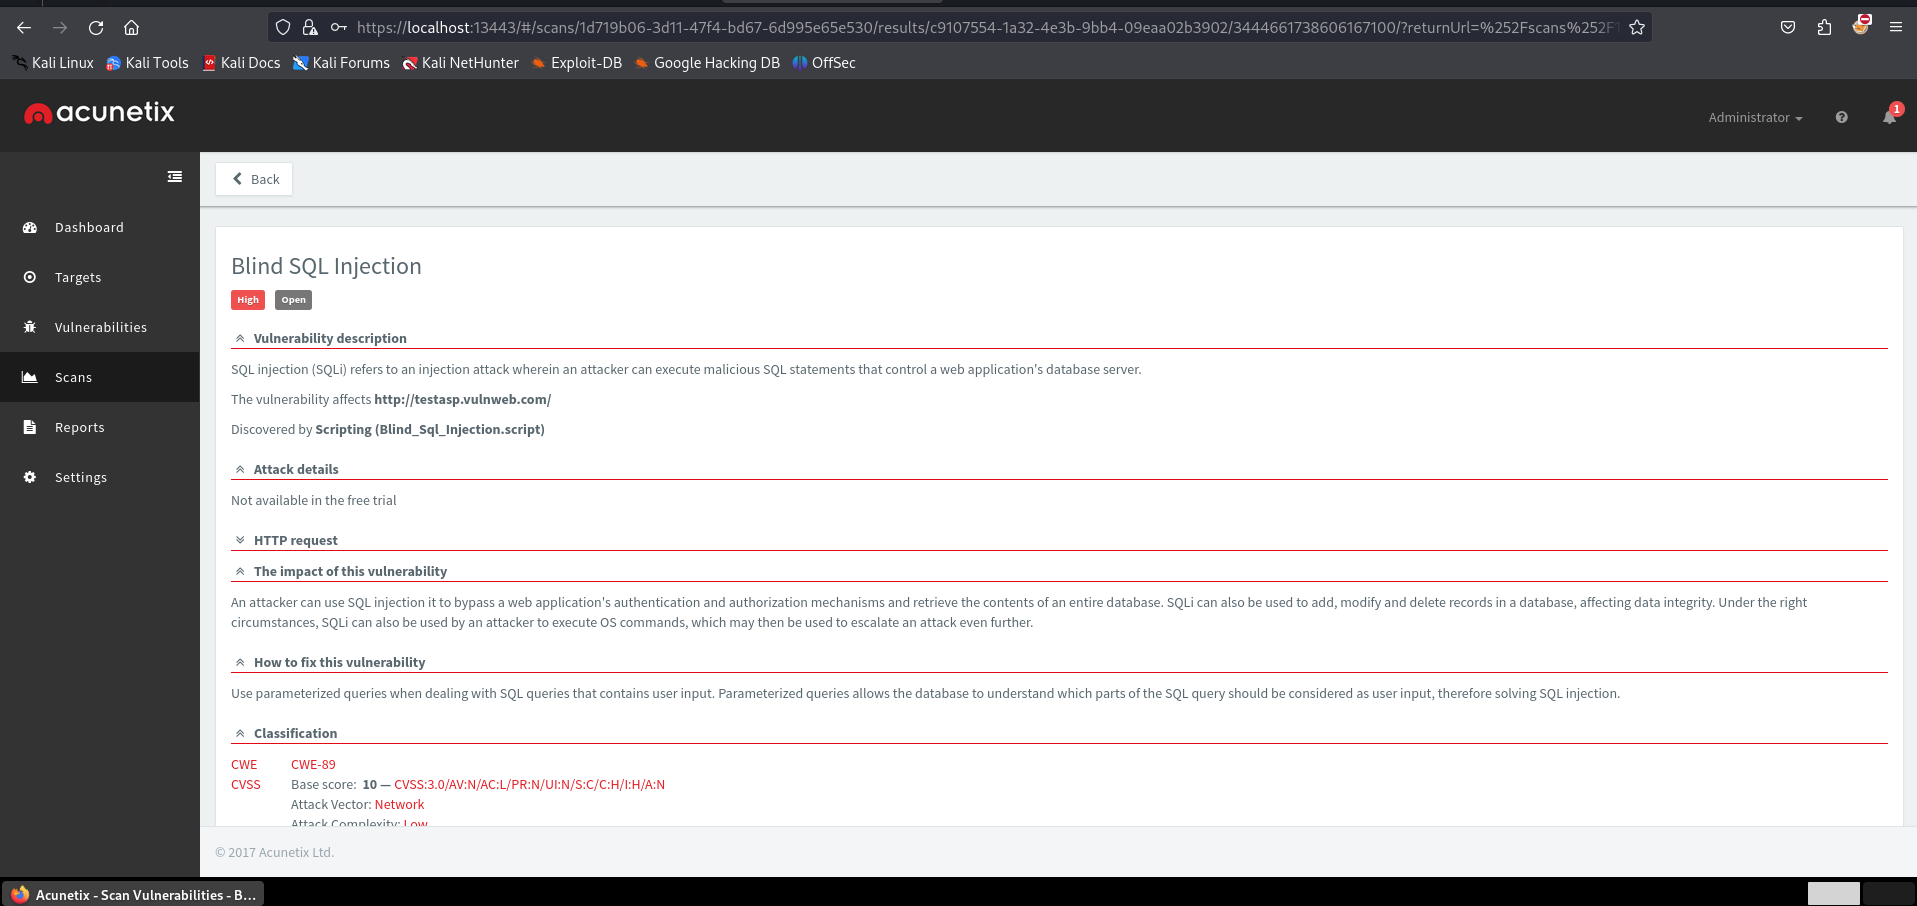 https://localhost:13443/#/scans/1d719b06-3d11-47f4-bd67-6d995e65e530/results/c9107554-1a32-4e3b-9bb4-09eaa02b3902/3444661738606167100/?returnUrl=%252Fscans%252F
Kali Linux Kali Tools Kali Docs Kali Forums Kali NetHunter Exploit-DB Google Hacking DB OffSec
acunetix
Administrator
1
Back
Dashboard
Targets
Vulnerabilities
Scans
Reports
Settings
Blind SQL Injection
High Open
Vulnerability description
SQL injection (SQLi) refers to an injection attack wherein an attacker can execute malicious SQL statements that control a web application's database server.
The vulnerability affects http://testasp.vulnweb.com/
Discovered by Scripting (Blind_Sql_Injection.script)
Attack details
Not available in the free trial
HTTP request
The impact of this vulnerability
An attacker can use SQL injection it to bypass a web application's authentication and authorization mechanisms and retrieve the contents of an entire database. SQLi can also be used to add, modify and delete records in a database, affecting data integrity. Under the right
circumstances, SQLi can also be used by an attacker to execute OS commands, which may then be used to escalate an attack even further.
How to fix this vulnerability
Use parameterized queries when dealing with SQL queries that contains user input. Parameterized queries allows the database to understand which parts of the SQL query should be considered as user input, therefore solving SQL injection.
Classification
CWE CWE-89
CVSS Base score: 10 — CVSS:3.0/AV:N/AC:L/PR:N/UI:N/S:C/C:H/I:H/A:N
Attack Vector: Network
Attack Complexity: Low
© 2017 Acunetix Ltd.
Acunetix - Scan Vulnerabilities - B...